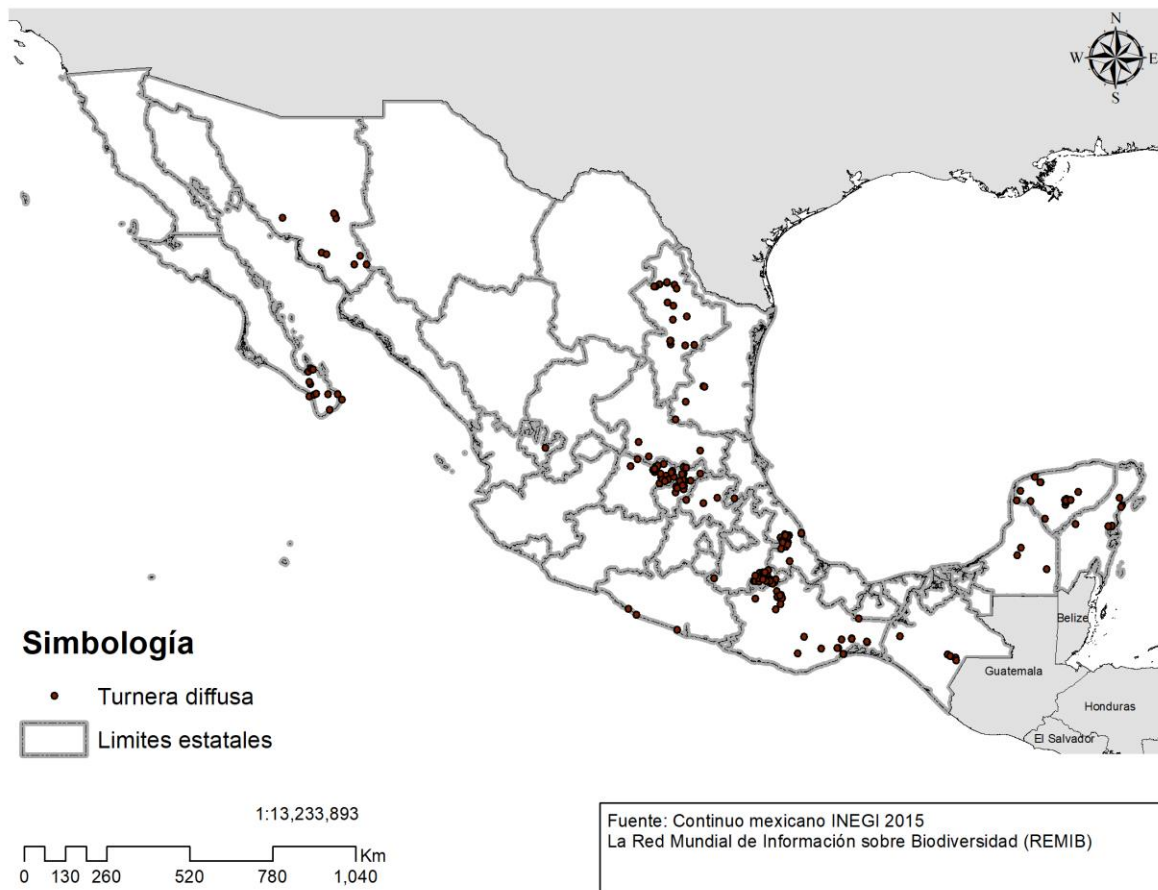 N
W E
S
Belize
Guatemala
Honduras
El Salvador
Simbología
Turnera diffusa
Limites estatales
1:13,233,893
Km
0 130 260 520 780 1,040
Fuente: Continuo mexicano INEGI 2015
La Red Mundial de Información sobre Biodiversidad (REMIB)